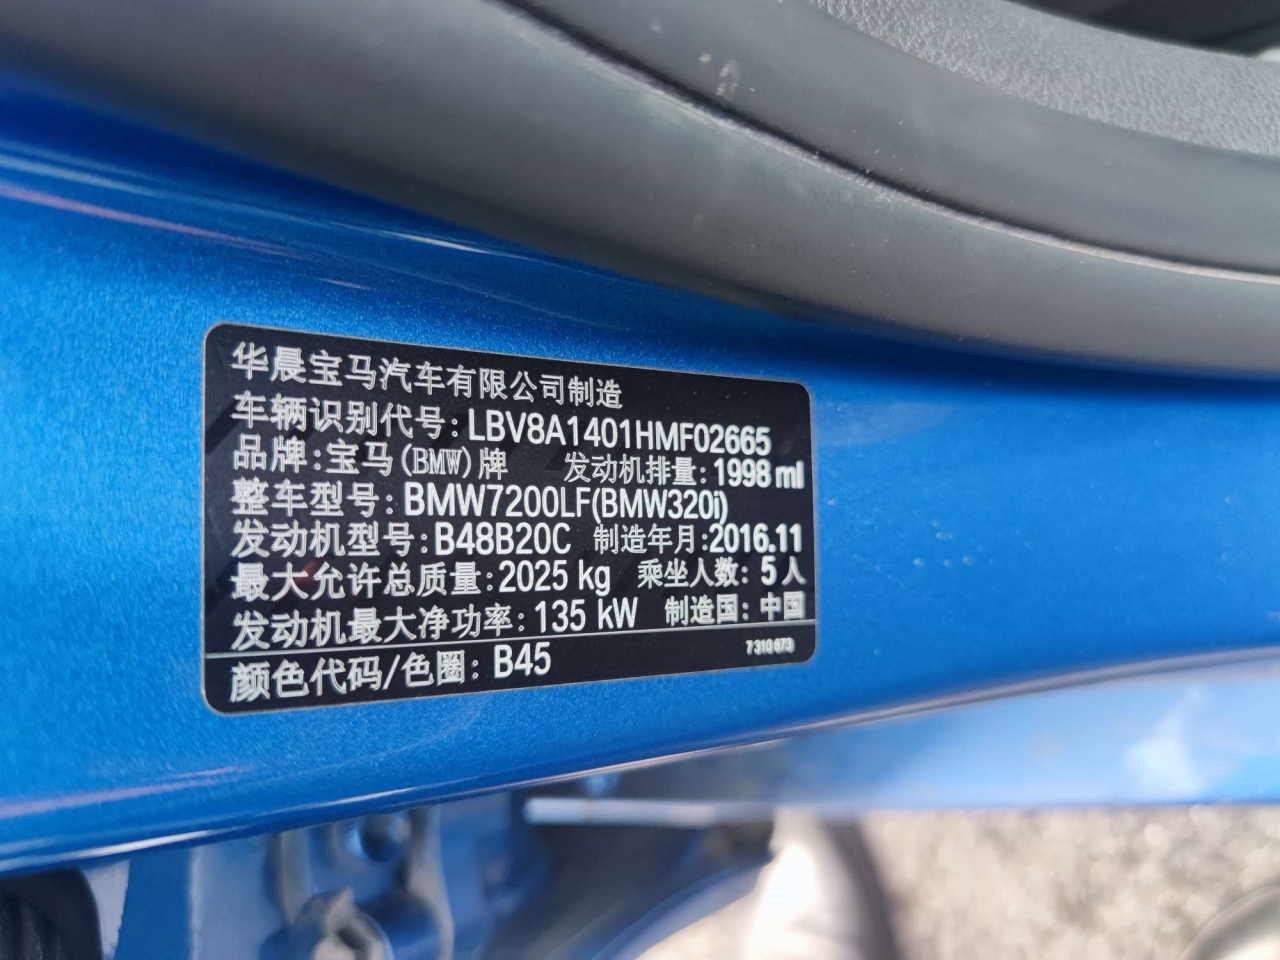 华晨宝马汽车有限公司制造
车辆识别代号: LBV8A1401HMF02665
品牌: 宝马(BMW)牌 发动机排量: 1998 ml
整车型号: BMW7200LF(BMW320i)
发动机型号: B48B20C 制造年月: 2016.11
最大允许总质量: 2025 kg 乘坐人数: 5人
发动机最大净功率: 135 kW 制造国: 中国
颜色代码/色圈: B45 7310673